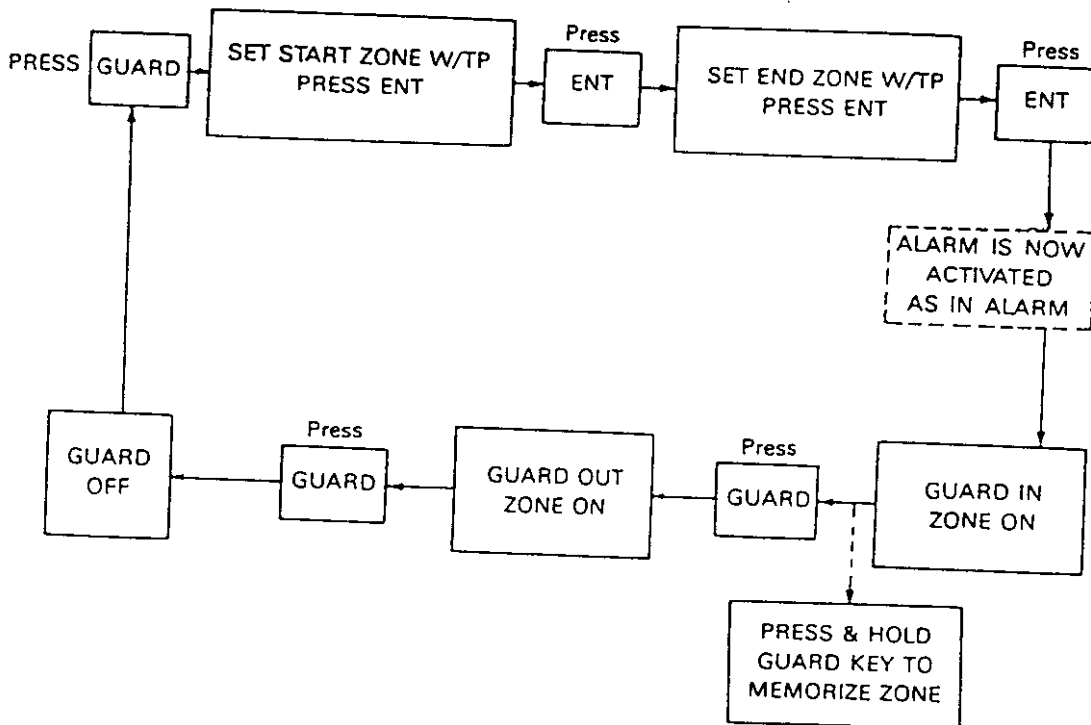 PRESS
GUARD
SET START ZONE W/TP
PRESS ENT
Press
ENT
SET END ZONE W/TP
PRESS ENT
Press
ENT
ALARM IS NOW
ACTIVATED
AS IN ALARM
GUARD IN
ZONE ON
Press
GUARD
PRESS & HOLD
GUARD KEY TO
MEMORIZE ZONE
GUARD OUT
ZONE ON
Press
GUARD
GUARD
OFF